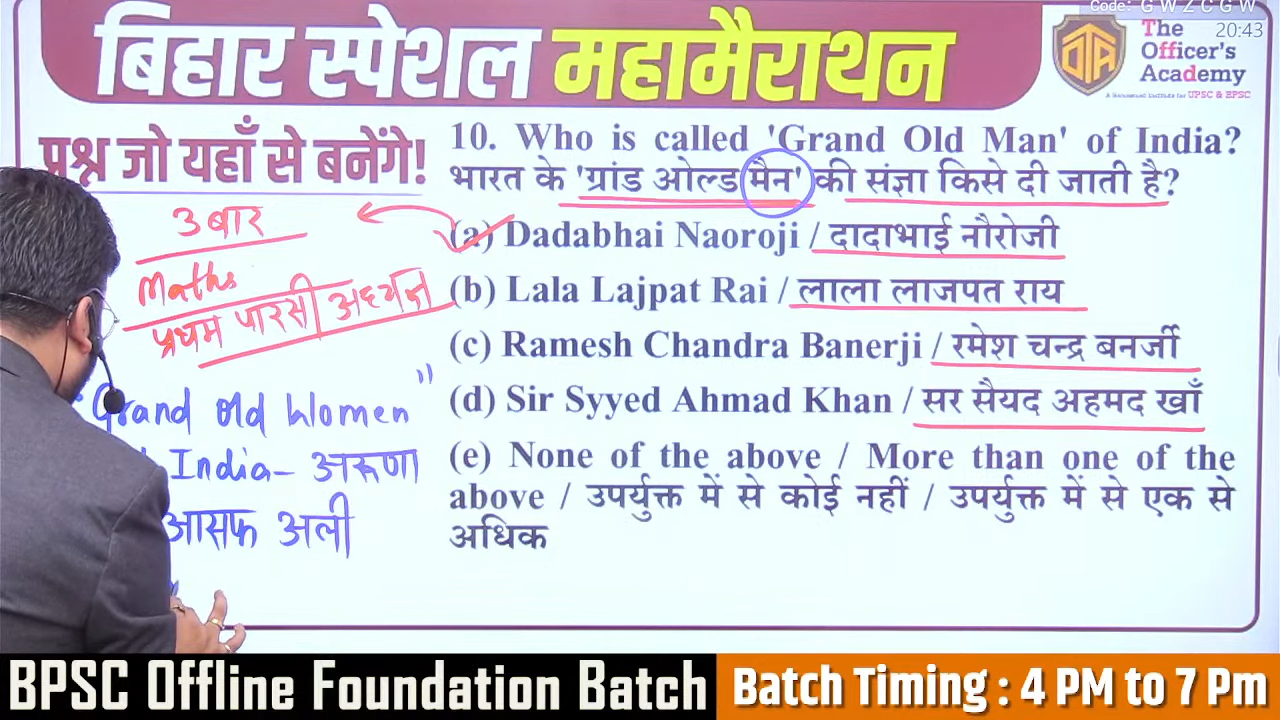 Code: G W Z C G W
बिहार स्पेशल महामैराथन
The
Officer's
Academy
20:43
UPSC & BPSC
प्रश्न जो यहाँ से बनेंगे!
10. Who is called 'Grand Old Man' of India?
भारत के 'ग्रांड ओल्ड मैन' की संज्ञा किसे दी जाती है?
(a) Dadabhai Naoroji / दादाभाई नौरोजी
(b) Lala Lajpat Rai / लाला लाजपत राय
(c) Ramesh Chandra Banerji / रमेश चन्द्र बनर्जी
(d) Sir Syyed Ahmad Khan / सर सैयद अहमद खाँ
(e) None of the above / More than one of the
above / उपर्युक्त में से कोई नहीं / उपर्युक्त में से एक से
अधिक
3 बार
Maths
प्रथम पारसी अध्यक्ष
"Grand old Women"
India- अरूणा
आसफ अली
BPSC Offline Foundation Batch
Batch Timing : 4 PM to 7 Pm